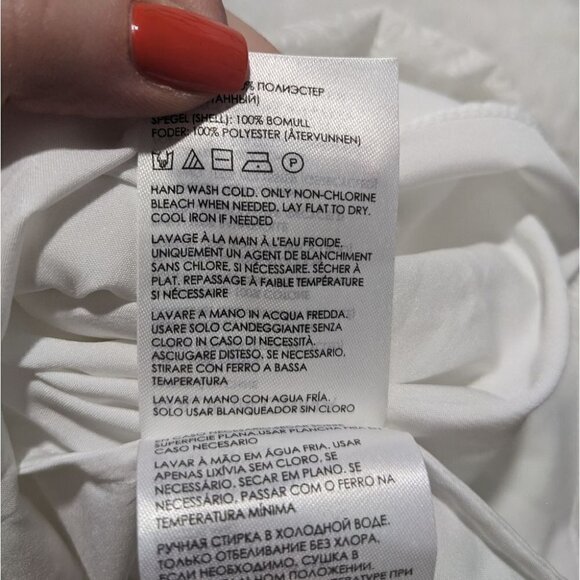 % ПОЛИЭСТЕР
ТАННЫЙ)
SPEGEL (SHELL): 100% BOMULL
FODER: 100% POLYESTER (ÅTERVUNNEN)
P
HAND WASH COLD. ONLY NON-CHLORINE
BLEACH WHEN NEEDED. LAY FLAT TO DRY.
COOL IRON IF NEEDED
LAVAGE À LA MAIN À L'EAU FROIDE.
UNIQUEMENT UN AGENT DE BLANCHIMENT
SANS CHLORE, SI NÉCESSAIRE. SÉCHER À
PLAT. REPASSAGE À FAIBLE TEMPÉRATURE
SI NÉCESSAIRE
LAVARE A MANO IN ACQUA FREDDA.
USARE SOLO CANDEGGIANTE SENZA
CLORO IN CASO DI NECESSITÀ.
ASCIUGARE DISTESO. SE NECESSARIO,
STIRARE CON FERRO A BASSA
TEMPERATURA
LAVAR A MANO CON AGUA FRÍA.
SOLO USAR BLANQUEADOR SIN CLORO
SUPERFICIE PLANA.USAR PLANCHA FRÍA EN
CASO NECESARIO
LAVAR À MÃO EM ÁGUA FRIA. USAR
APENAS LIXÍVIA SEM CLORO, SE
NECESSÁRIO. SECAR EM PLANO. SE
NECESSÁRIO, PASSAR COM O FERRO NA
TEMPERATURA MÍNIMA
РУЧНАЯ СТИРКА В ХОЛОДНОЙ ВОДЕ.
ТОЛЬКО ОТБЕЛИВАНИЕ БЕЗ ХЛОРА,
ЕСЛИ НЕОБХОДИМО. СУШКА В
ПОЛОЖЕНИИ.
ТЕМПЕРАТУРА ПРИ